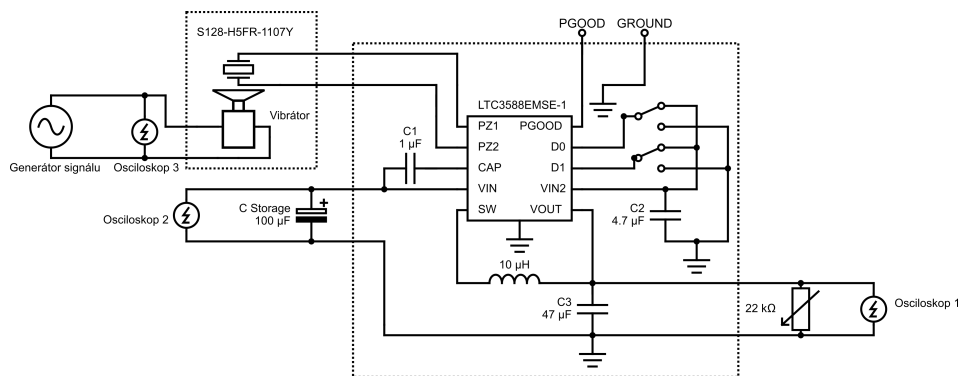 PGOOD GROUND
S128-H5FR-1107Y
LTC3588EMSE-1
Vibrátor
C1
1 µF
PZ1 PGOOD
PZ2 D0
CAP D1
VIN VIN2
SW VOUT
Generátor signálu
Osciloskop 3
Osciloskop 2
C Storage
100 µF
+
C2
4.7 µF
10 µH
C3
47 µF
22 kΩ
Osciloskop 1